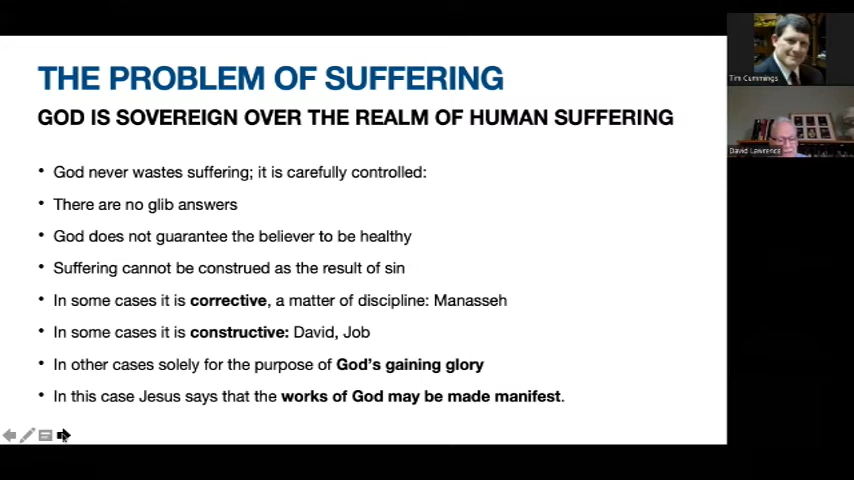 THE PROBLEM OF SUFFERING
GOD IS SOVEREIGN OVER THE REALM OF HUMAN SUFFERING
• God never wastes suffering; it is carefully controlled:
• There are no glib answers
• God does not guarantee the believer to be healthy
• Suffering cannot be construed as the result of sin
• In some cases it is corrective, a matter of discipline: Manasseh
• In some cases it is constructive: David, Job
• In other cases solely for the purpose of God's gaining glory
• In this case Jesus says that the works of God may be made manifest.
Tim Cummings
David Lawrence